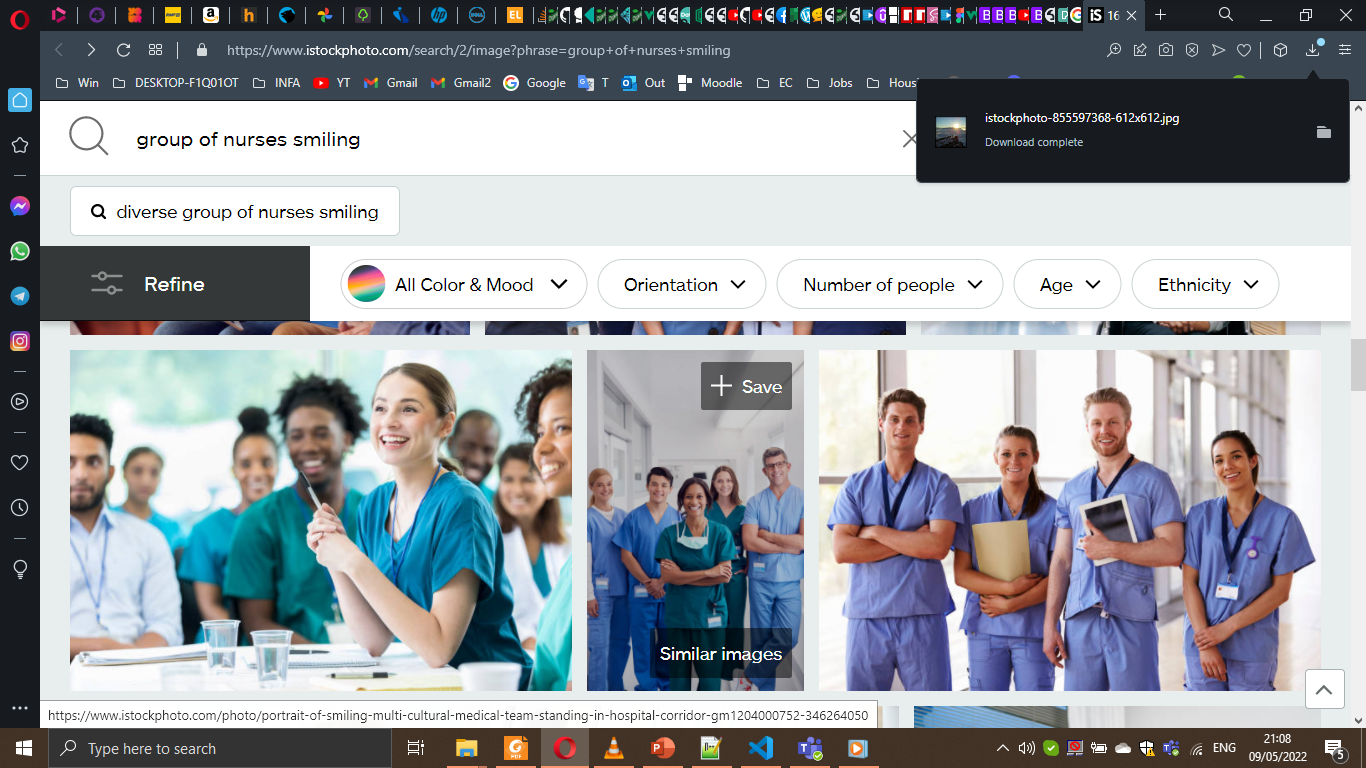 iS 16
https://www.istockphoto.com/search/2/image?phrase=group+of+nurses+smiling
Win DESKTOP-F1Q01OT INFA YT Gmail Gmail2 Google T Out Moodle EC Jobs
istockphoto-855597368-612x612.jpg
Download complete
group of nurses smiling
diverse group of nurses smiling
Refine All Color & Mood Orientation Number of people Age Ethnicity
+ Save
Similar images
https://www.istockphoto.com/photo/portrait-of-smiling-multi-cultural-medical-team-standing-in-hospital-corridor-gm1204000752-346264050
Type here to search
ENG
21:08
09/05/2022
5